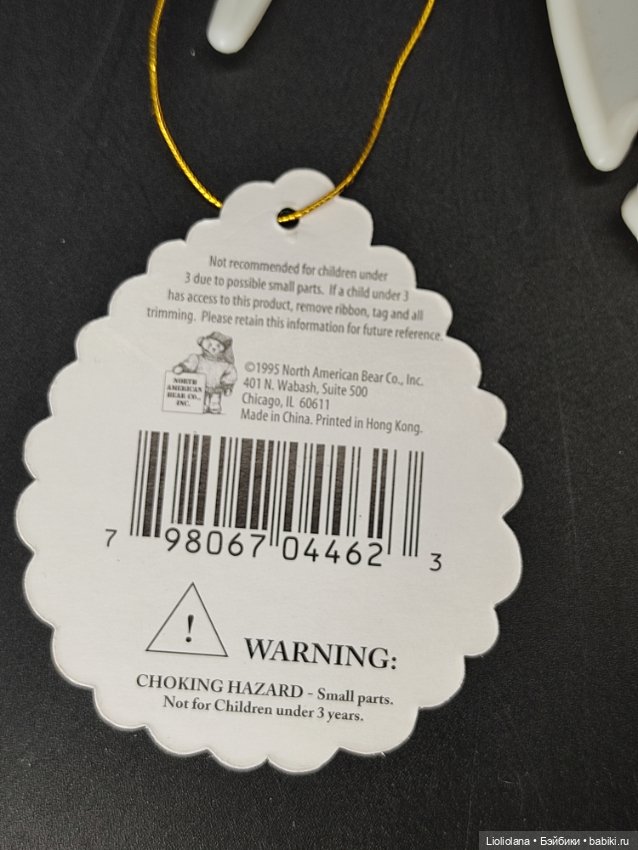 Not recommended for children under
3 due to possible small parts. If a child under 3
has access to this product, remove ribbon, tag and all
trimming. Please retain this information for future reference.
NORTH
AMERICAN
BEAR CO.,
INC.
©1995 North American Bear Co., Inc.
401 N. Wabash, Suite 500
Chicago, IL 60611
Made in China. Printed in Hong Kong.
7 98067 04462 3
!
WARNING:
CHOKING HAZARD - Small parts.
Not for Children under 3 years.
Liolidana • Бэйбики • babiki.ru